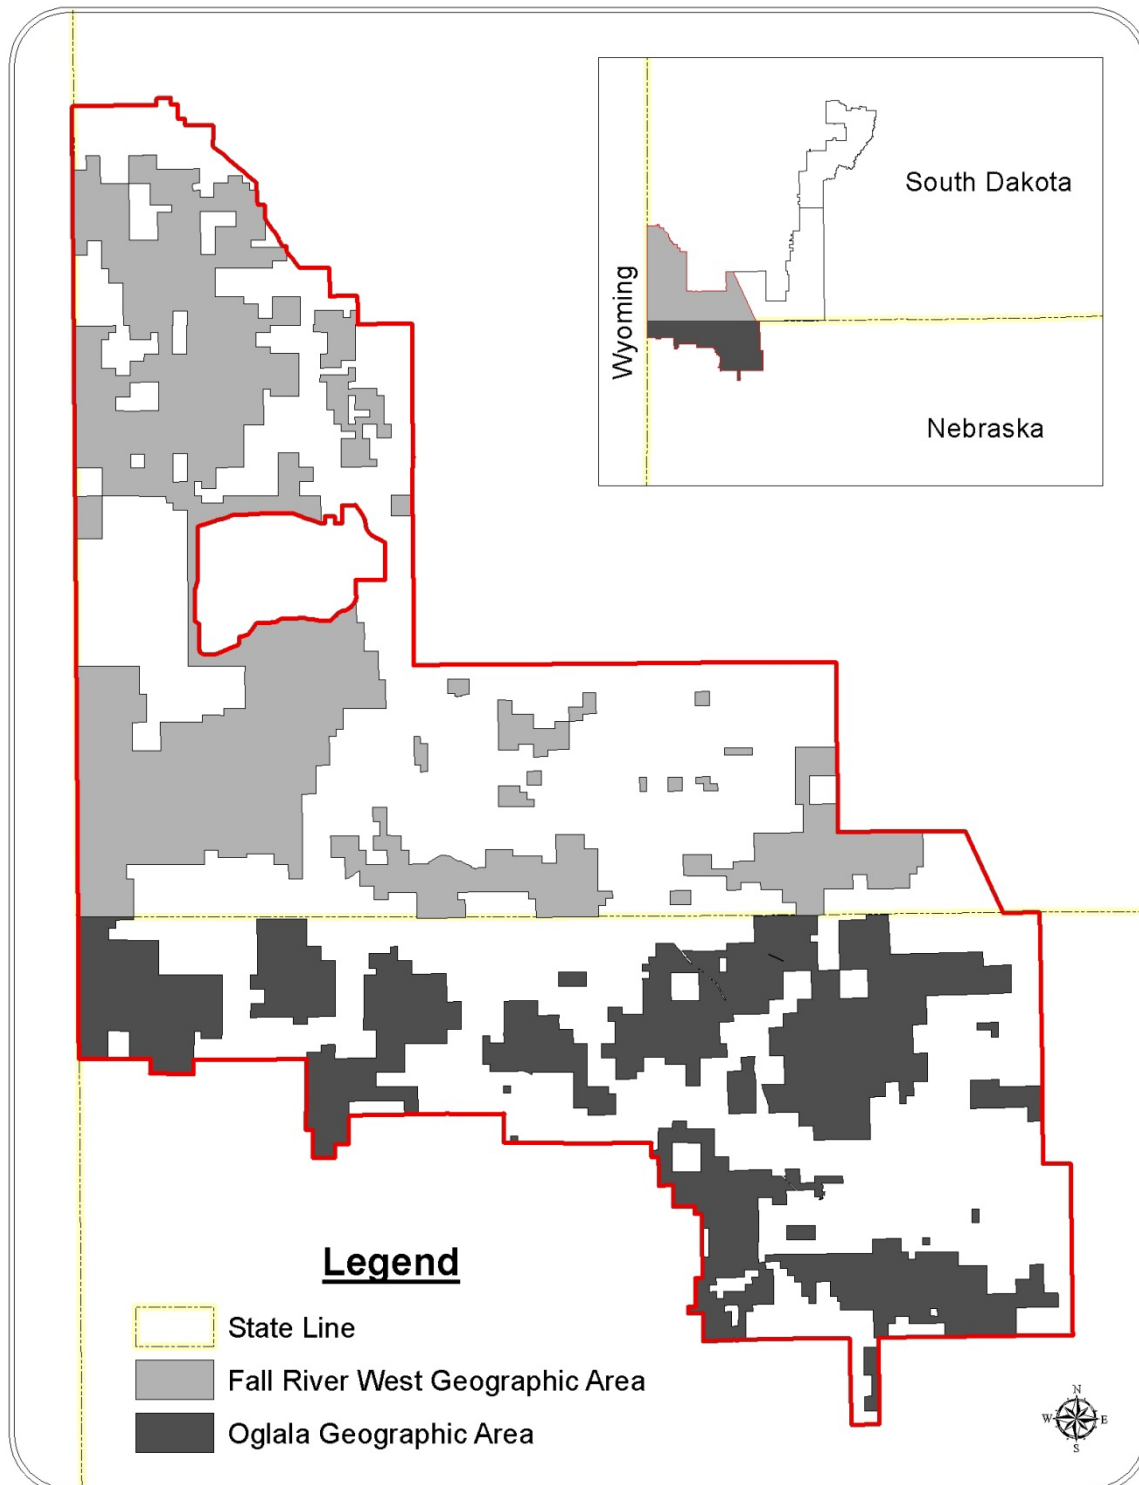 South Dakota
Wyoming
Nebraska
Legend
State Line
Fall River West Geographic Area
Oglala Geographic Area
N
W E
S